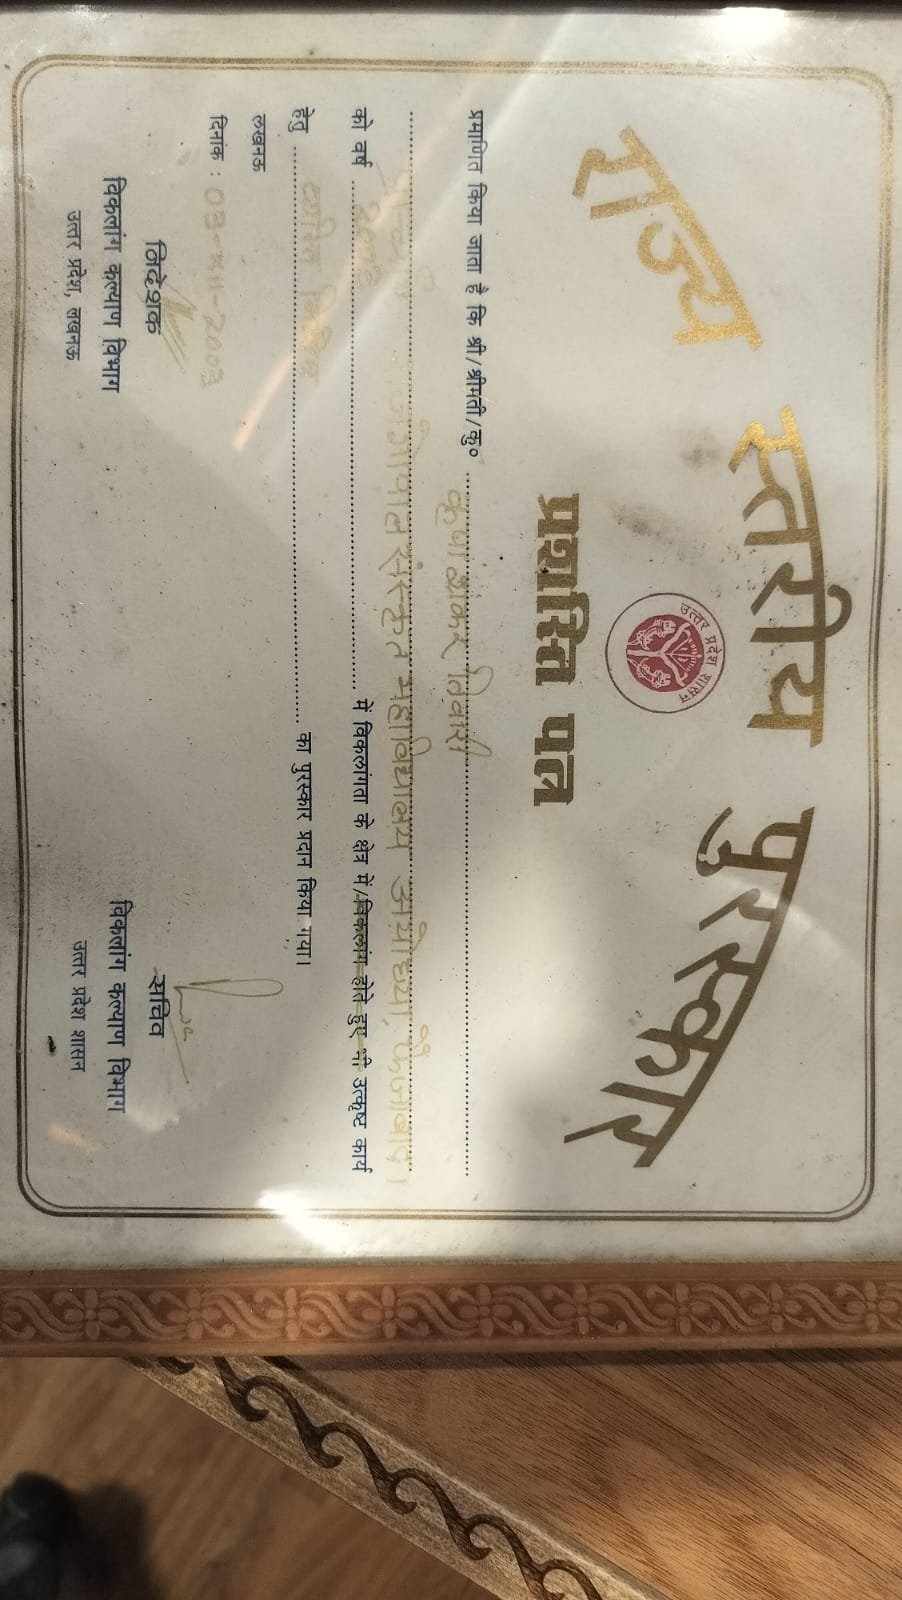 राज्य स्तरीय पुरस्कार
उत्तर प्रदेश शासन
प्रशस्ति पत्र
प्रमाणित किया जाता है कि श्री/श्रीमती/कु० कृपा शंकर तिवारी
राजगोपाल संस्कृत महाविद्यालय अयोध्या, फैजाबाद।
को वर्ष 2003 में विकलांगता के क्षेत्र में/विकलांग होते हुए भी उत्कृष्ट कार्य
हेतु का पुरस्कार प्रदान किया गया।
लखनऊ
दिनांक : 03-XII-2003
निदेशक
विकलांग कल्याण विभाग
उत्तर प्रदेश, लखनऊ
सचिव
विकलांग कल्याण विभाग
उत्तर प्रदेश शासन